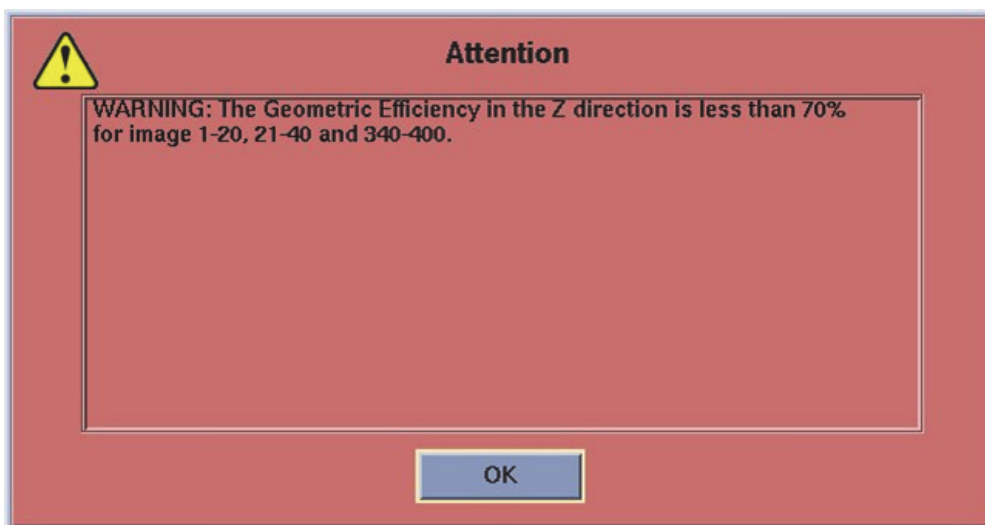 Attention
WARNING: The Geometric Efficiency in the Z direction is less than 70%
for image 1-20, 21-40 and 340-400.
OK